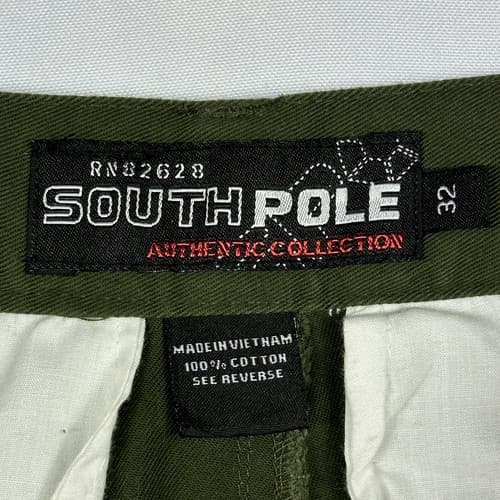 RN82628
SOUTH POLE
AUTHENTIC COLLECTION
32
MADE IN VIETNAM
100% COTTON
SEE REVERSE